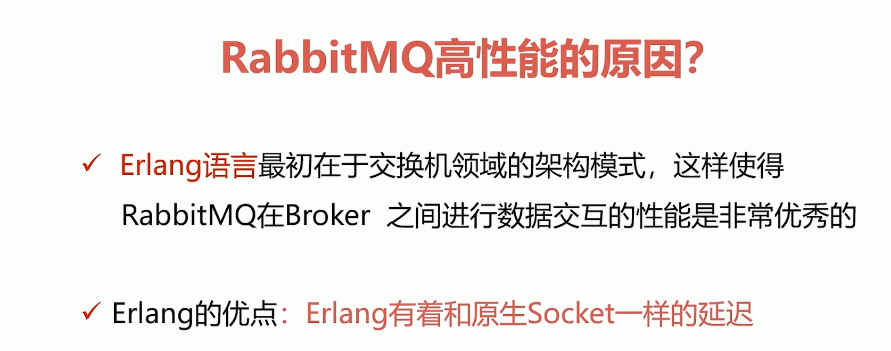 RabbitMQ高性能的原因？
✓ Erlang语言最初在于交换机领域的架构模式，这样使得
RabbitMQ在Broker 之间进行数据交互的性能是非常优秀的
✓ Erlang的优点：Erlang有着和原生Socket一样的延迟